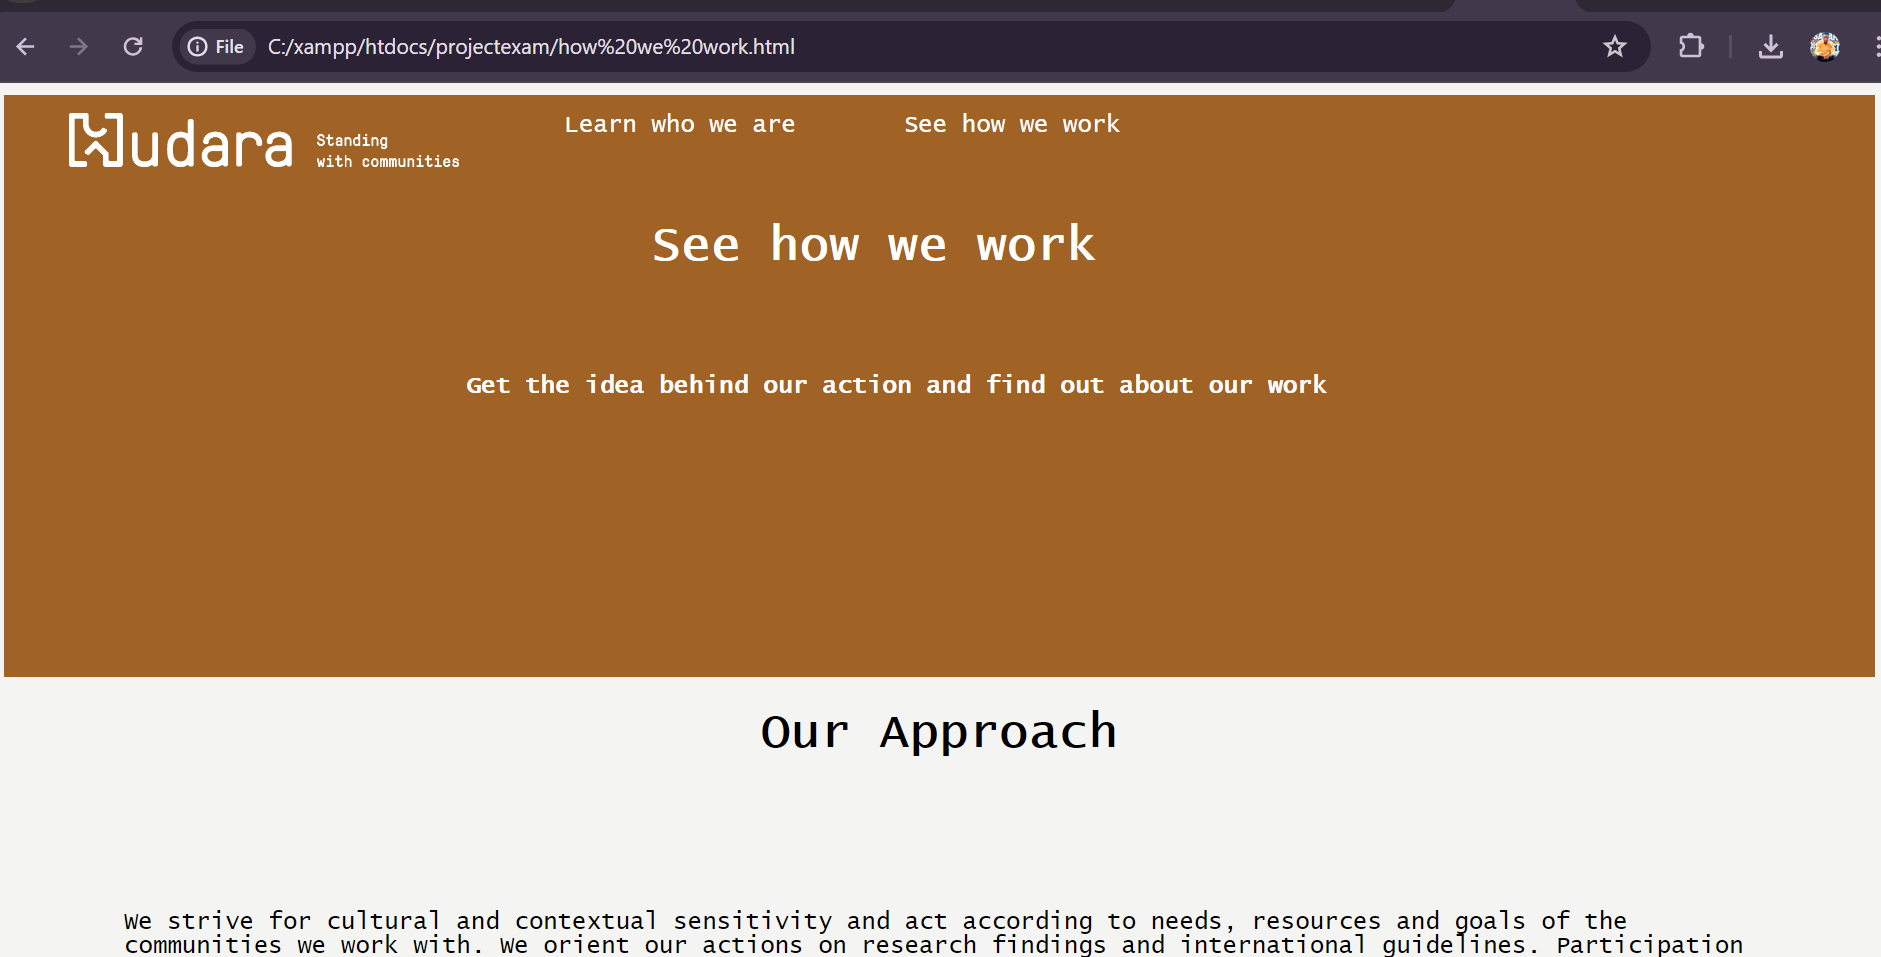 File C:/xampp/htdocs/projectexam/how%20we%20work.html
Hudara
Standing
with communities
Learn who we are
See how we work
See how we work
Get the idea behind our action and find out about our work
Our Approach
We strive for cultural and contextual sensitivity and act according to needs, resources and goals of the
communities we work with. We orient our actions on research findings and international guidelines. Participation